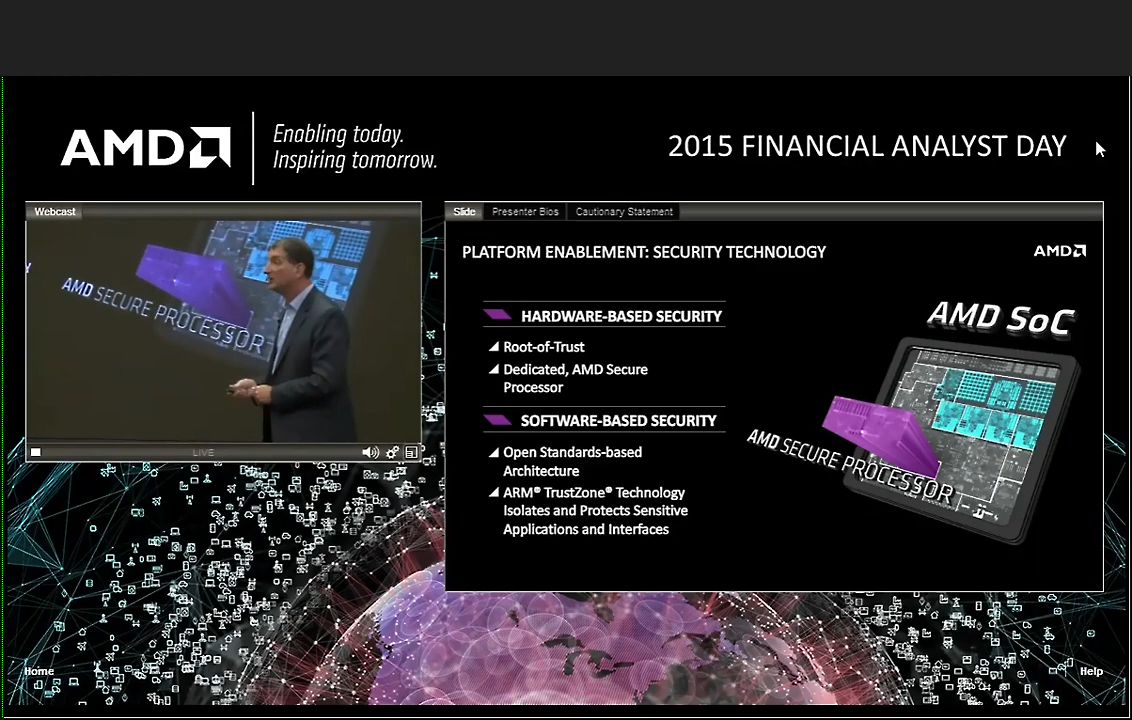 AMD
Enabling today.
Inspiring tomorrow.
2015 FINANCIAL ANALYST DAY
Webcast
AMD SECURE PROCESSOR
LIVE
Slide
Presenter Bios
Cautionary Statement
PLATFORM ENABLEMENT: SECURITY TECHNOLOGY
AMD
HARDWARE-BASED SECURITY
Root-of-Trust
Dedicated, AMD Secure
Processor
SOFTWARE-BASED SECURITY
Open Standards-based
Architecture
ARM® TrustZone® Technology
Isolates and Protects Sensitive
Applications and Interfaces
AMD SoC
AMD SECURE PROCESSOR
Home
Help